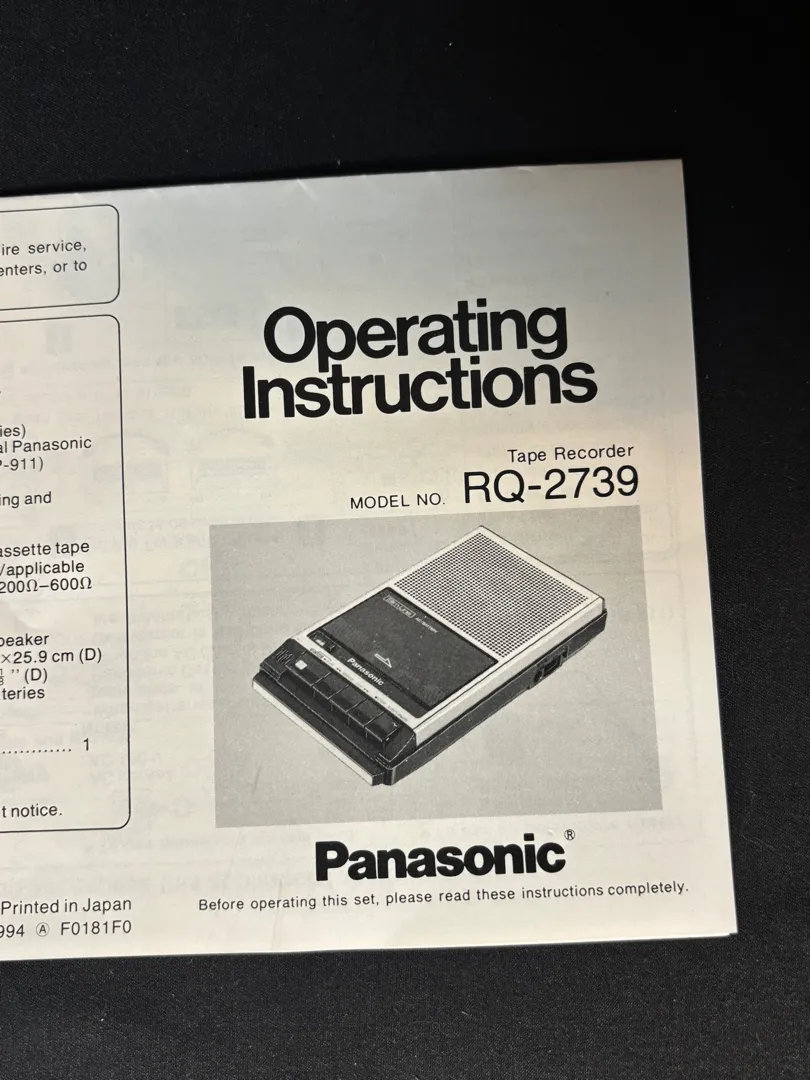 ire service,
enters, or to
ies)
al Panasonic
-911)
ing and
assette tape
/applicable
200Ω–600Ω
peaker
×25.9 cm (D)
" (D)
teries
............ 1
t notice.
Printed in Japan
994 Ⓐ F0181F0
Operating
Instructions
Tape Recorder
MODEL NO. RQ-2739
Panasonic
Panasonic®
Before operating this set, please read these instructions completely.